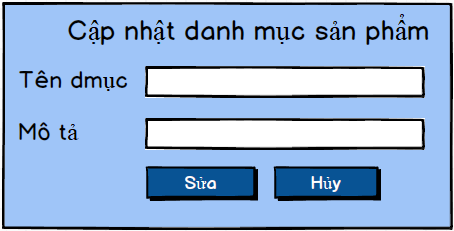 Cập nhật danh mục sản phẩm
Tên dmục
Mô tả
Sửa Hủy